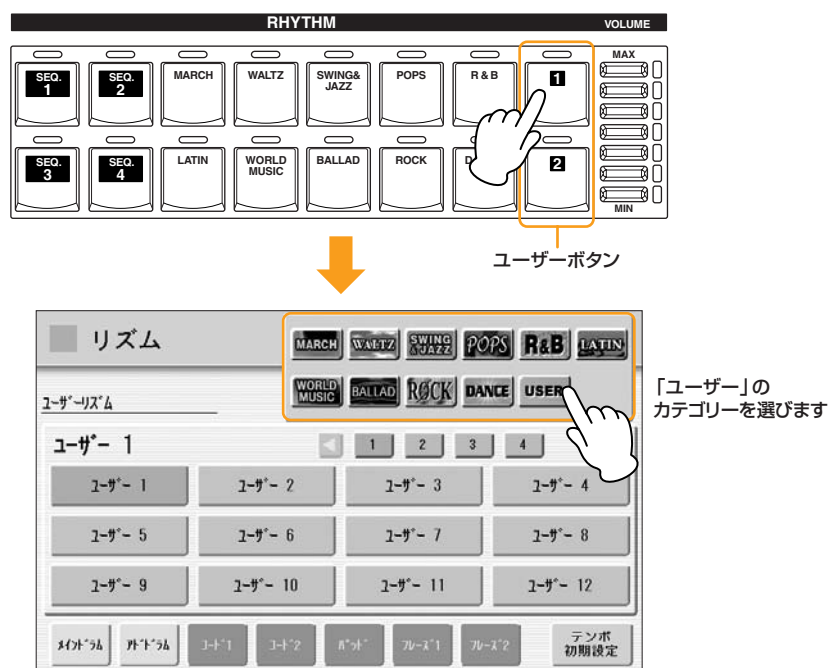 RHYTHM
VOLUME
SEQ. 1
SEQ. 2
MARCH
WALTZ
SWING& JAZZ
POPS
R & B
1
MAX
SEQ. 3
SEQ. 4
LATIN
WORLD MUSIC
BALLAD
ROCK
2
MIN
ユーザーボタン
リズム
MARCH
WALTZ
SWING & JAZZ
POPS
R&B
LATIN
WORLD MUSIC
BALLAD
ROCK
DANCE
USER
「ユーザー」の
カテゴリーを選びます
ユーザーリズム
ユーザー 1
1
2
3
4
ユーザー 1
ユーザー 2
ユーザー 3
ユーザー 4
ユーザー 5
ユーザー 6
ユーザー 7
ユーザー 8
ユーザー 9
ユーザー 10
ユーザー 11
ユーザー 12
メインドラム
アドドラム
コード1
コード2
パッド
フレーズ1
フレーズ2
テンポ
初期設定